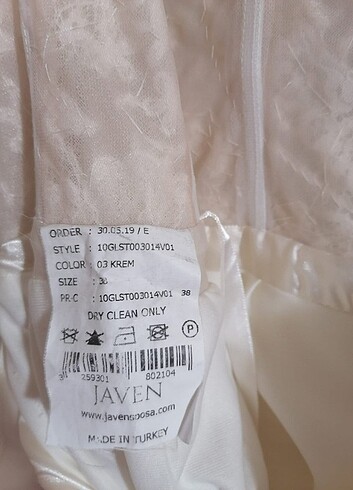 ORDER : 30.05.19 / E
STYLE : 10GLST003014V01
COLOR : 03 KREM
SIZE : 38
PR-C : 10GLST003014V01 38
DRY CLEAN ONLY
P
259301 802104
JAVEN
www.javensposa.com
MADE IN TURKEY